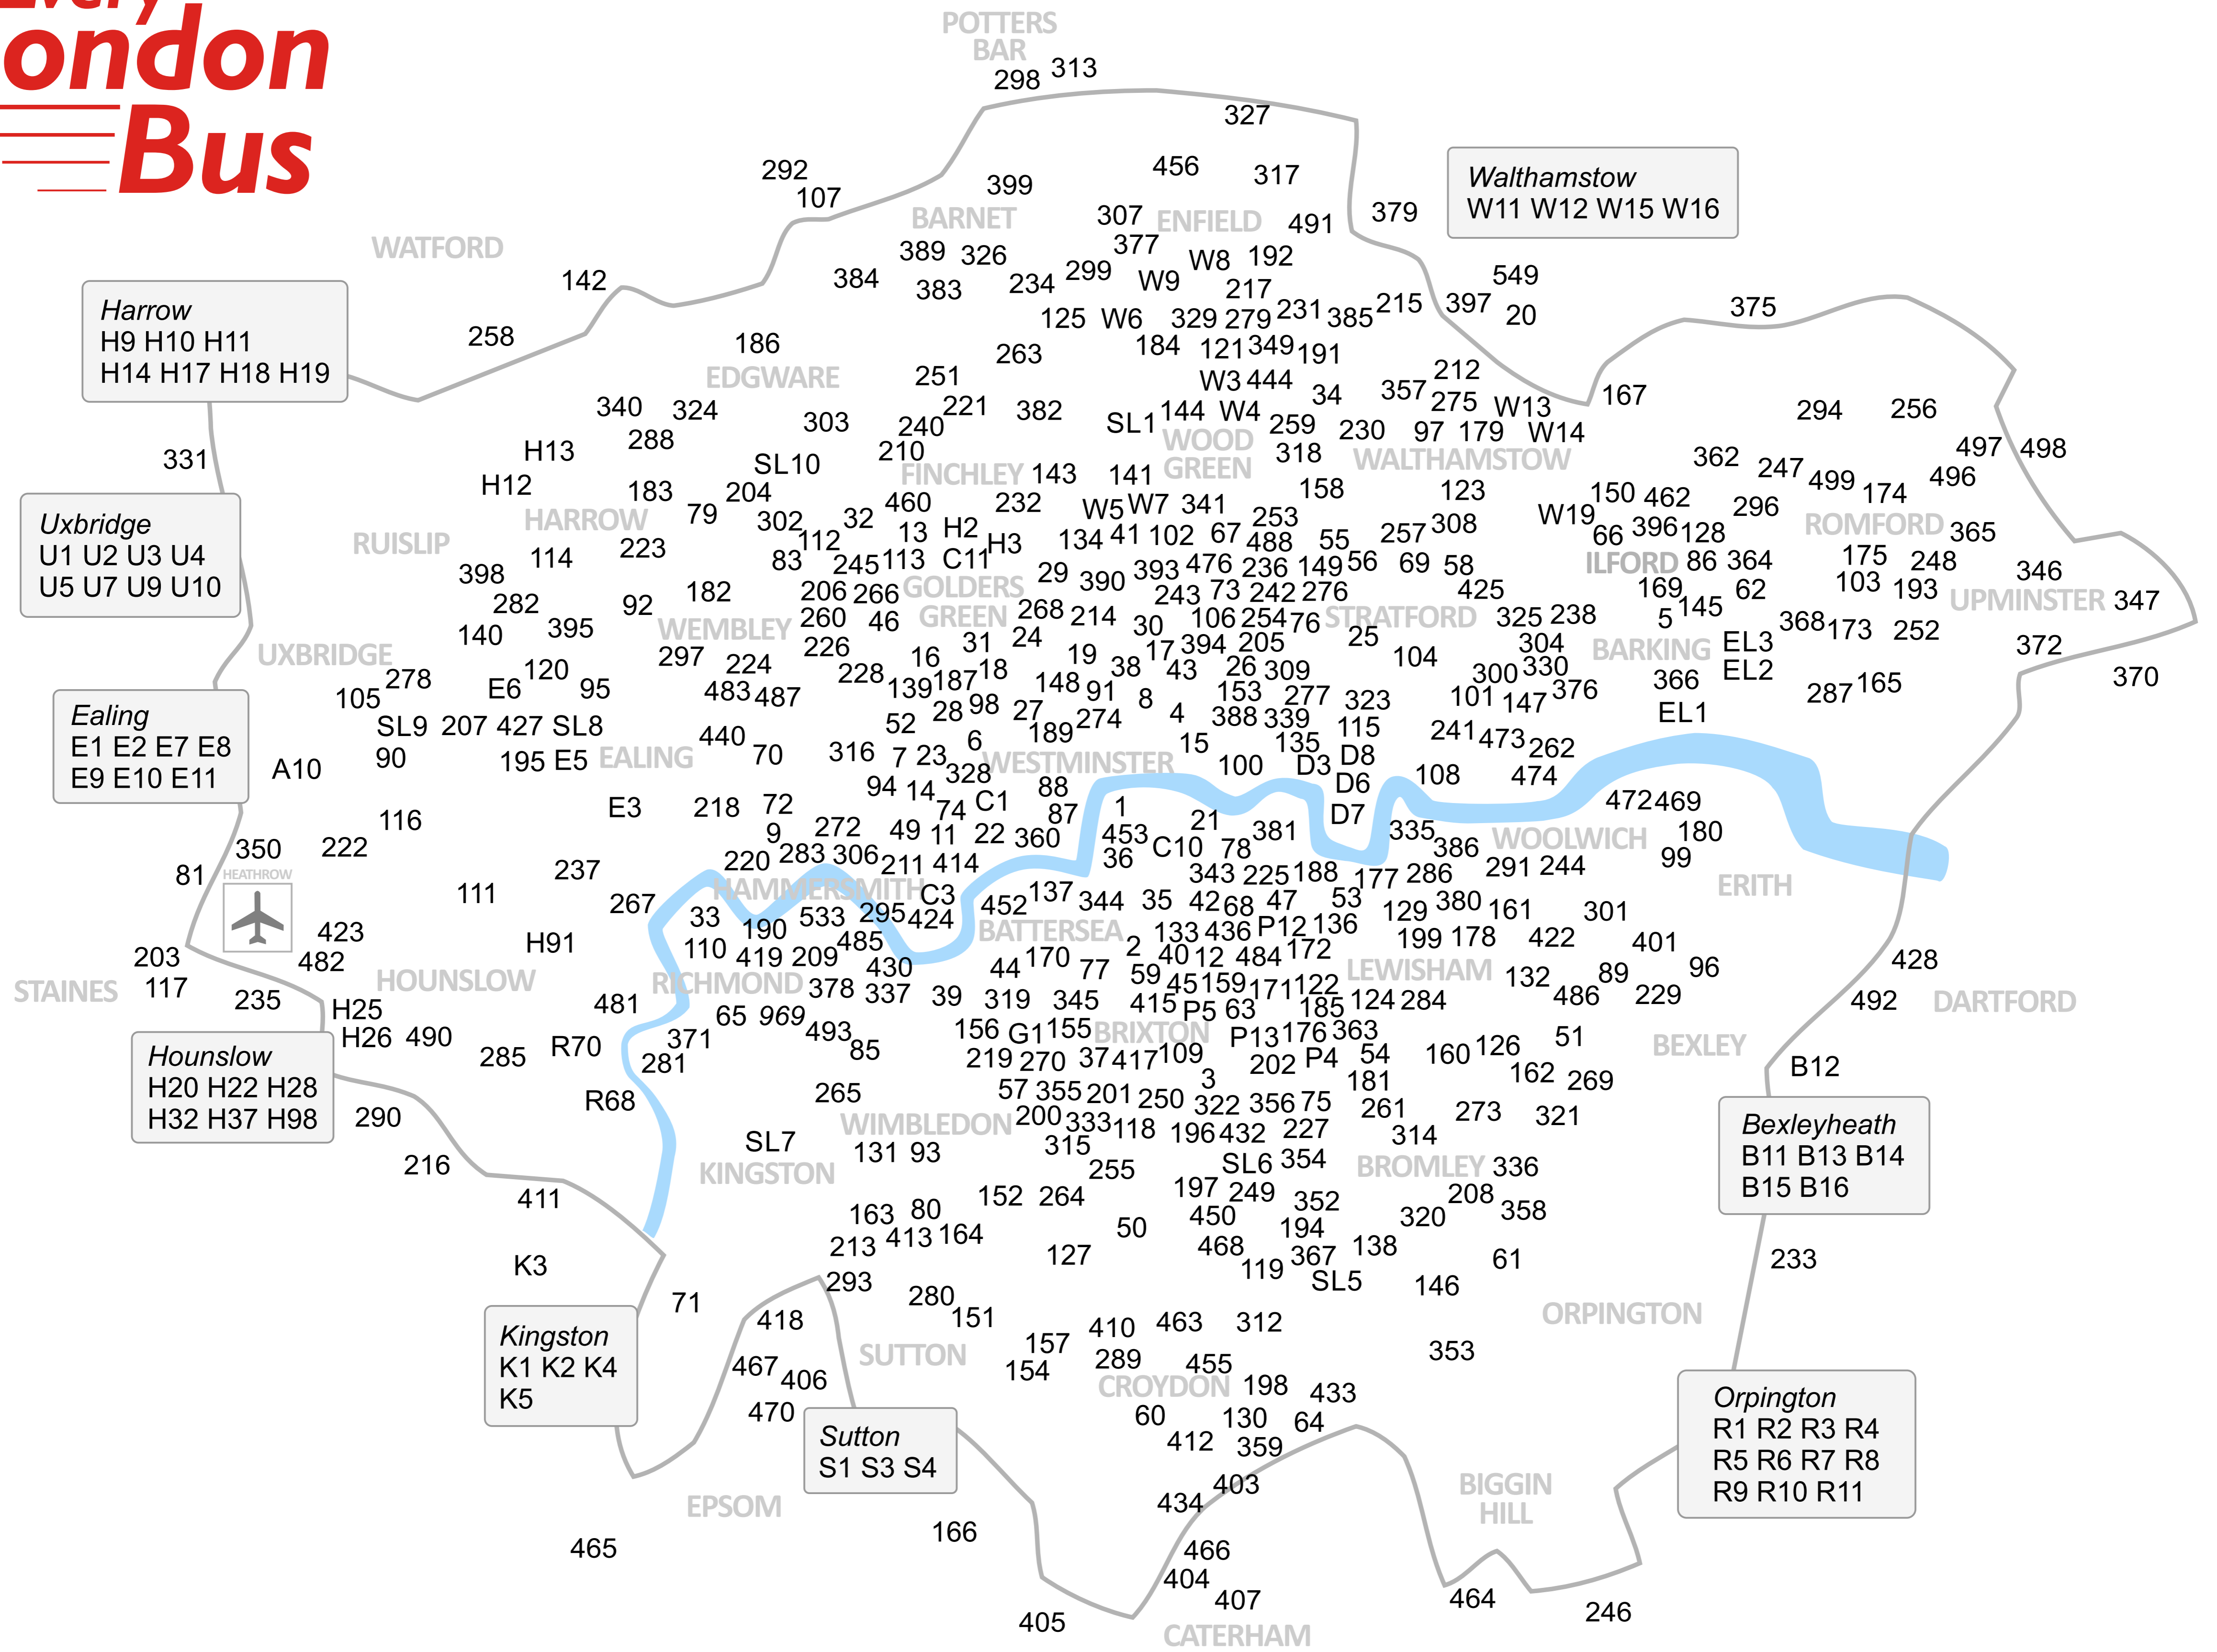 Every
London
Bus
POTTERS
BAR
298 313
327
292
107
399
456
317
Walthamstow
W11 W12 W15 W16
BARNET
307
ENFIELD
491
379
WATFORD
389
326
377
W8 192
142
384
383
234
299
W9
217
549
Harrow
H9 H10 H11
H14 H17 H18 H19
258
125 W6 329 279 231 385 215 397 20
375
186
EDGWARE
263
184 121 349 191
251
W3 444
34
357
212
275
W13
167
340
324
303
221
240
382
SL1 144 W4
259
230 97 179 W14
294
256
H13
288
210
WOOD
GREEN
318
WALTHAMSTOW
497 498
331
SL10
FINCHLEY
143
141
362
247
499
496
H12
183
204
460
232
W5 W7 341
158
123
150 462
174
Uxbridge
U1 U2 U3 U4
U5 U7 U9 U10
HARROW
79
302
32
13
H2
253
W19
296
ROMFORD
RUISLIP
223
112
H3
134 41 102 67 488 55
257 308
66 396 128
365
114
83
245 113 C11
ILFORD
86 364
175
248
398
29 390 393 476 236 149 56 69 58
346
282
92
182
206 266
GOLDERS
GREEN
243 73 242 276
425
169
62
103 193
UPMINSTER
347
140
395
WEMBLEY
260 46
268 214
30
106 254 76
STRATFORD
325 238
5 145
368 173 252
UXBRIDGE
297
224
226
31 24
19
17 394 205
25
304
BARKING
EL3
372
278
105
E6
120
95
483 487
228
16
139 187 18
148 91
38
43
26 309
104
300 330
366
EL2
287 165
370
Ealing
E1 E2 E7 E8
E9 E10 E11
SL9 207 427 SL8
52
28 98 27
274
8
4
153
277
323
101 147 376
EL1
90
195 E5
EALING
440
70
316
7 23
6
189
388 339
115
241 473 262
A10
328
WESTMINSTER
15
100
135
D3
D8
D6
108
474
E3
218
72
94 14
74
C1
88
87
1
21
D7
472 469
116
9
272
49 11 22 360
453
C10 78
381
335
386
WOOLWICH
180
350
222
220
283 306
211 414
36
99
81
HEATHROW
237
HAMMERSMITH
343 225 188
177 286
291 244
ERITH
111
267
33
533
295
C3
424
452 137
344
35 42 68 47 53
129 380 161
301
423
482
H91
190
110
419 209
485
BATTERSEA
133 436 P12 136
199 178 422
401
203
117
430
44 170 77
2
40 12 484 172
LEWISHAM
132
89
96
428
STAINES
235
HOUNSLOW
RICHMOND
378 337
39 319 345
59
45 159 171 122
486
229
492
DARTFORD
H25
481
65 969
415 P5 63 185
124 284
H26 490
371
493
156 G1 155
BRIXTON
P13 176 363
51
BEXLEY
Hounslow
H20 H22 H28
H32 H37 H98
285
R70
281
85
219 270 37 417 109
202 P4 54
160 126
B12
R68
265
57 355 201 250
3
322 356 75
181
162 269
290
WIMBLEDON
200 333 118
196 432 227
261
314
273
321
Bexleyheath
B11 B13 B14
B15 B16
216
SL7
KINGSTON
131 93
315
255
SL6 354
BROMLEY
336
411
163
80
152 264
197
249
352
208
358
213
413 164
50
450
194
320
K3
127
468
119
367
138
61
233
71
293
280
SL5
146
Kingston
K1 K2 K4
K5
418
151
157
154
410
463
312
ORPINGTON
467
406
SUTTON
289
455
353
CROYDON
198
433
Orpington
R1 R2 R3 R4
R5 R6 R7 R8
R9 R10 R11
470
Sutton
S1 S3 S4
60
412
130
64
359
EPSOM
434
403
BIGGIN
HILL
465
166
466
404
407
464
246
405
CATERHAM